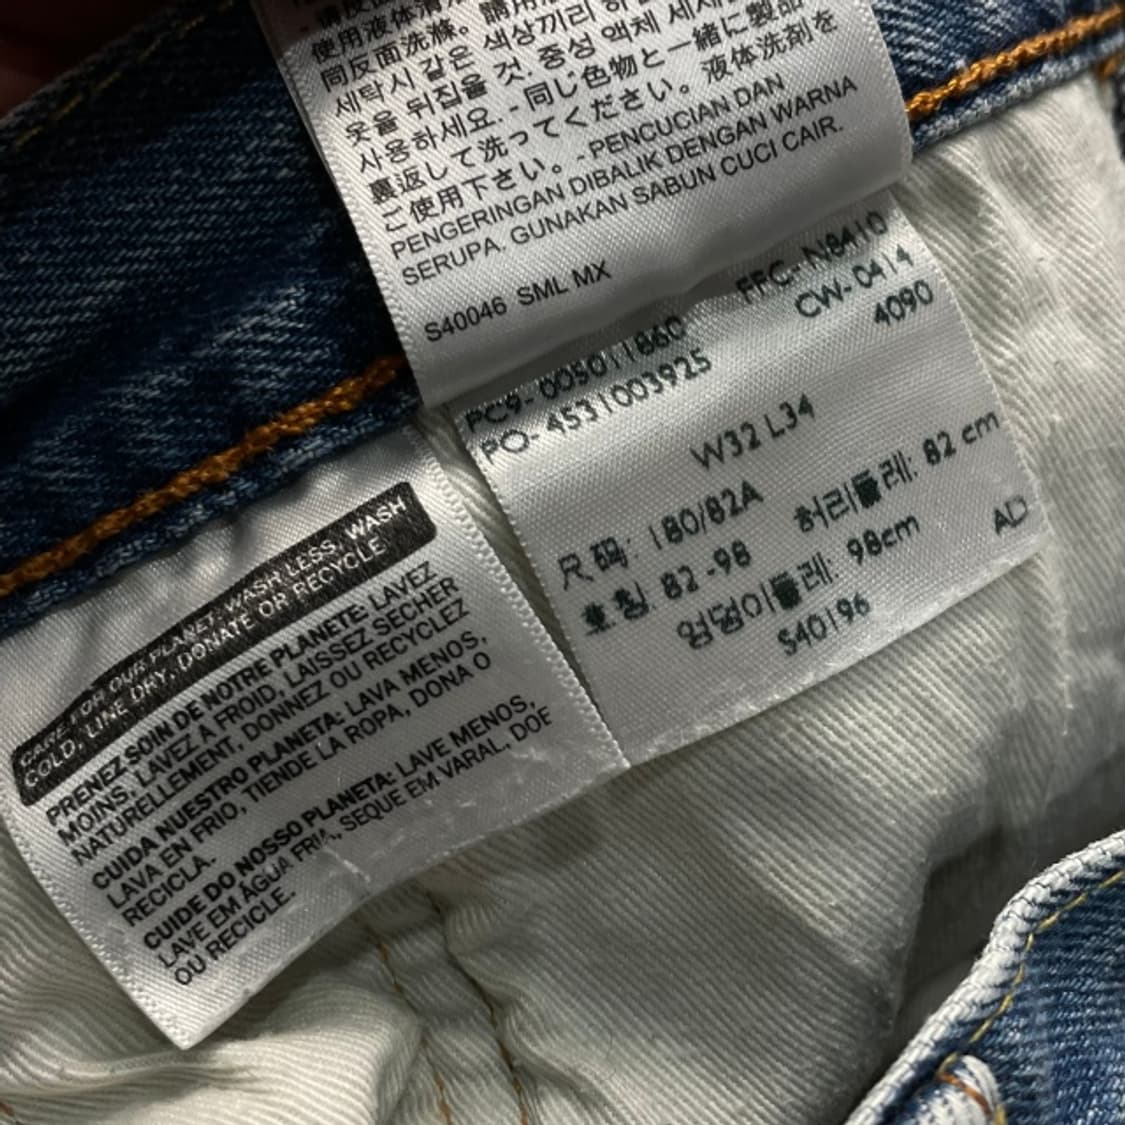 使用液体清
同反面洗滌。請用
세탁시 같은 색상끼리
옷을 뒤집을 것. 중성 액체 세제
사용하세요. - 同じ色物と一緒に製品
裏返して洗ってください。液体洗剤を
ご使用下さい。- PENCUCIAN DAN
PENGERINGAN DIBALIK DENGAN WARNA
SERUPA. GUNAKAN SABUN CUCI CAIR.
S40046 SML MX
FFC- N8410
CW- 0414
4090
PC9- 005011860
PO- 4531003925
W32 L34
尺码: 180/82A
호칭. 82 -98 허리둘레: 82 cm
엉덩이둘레: 98cm AD
S40196
CARE FOR OUR PLANET: WASH LESS, WASH
COLD, LINE DRY, DONATE OR RECYCLE
PRENEZ SOIN DE NOTRE PLANETE: LAVEZ
MOINS, LAVEZ A FROID, LAISSEZ SECHER
NATURELLEMENT, DONNEZ OU RECYCLEZ
CUIDA NUESTRO PLANETA: LAVA MENOS,
LAVA EN FRIO, TIENDE LA ROPA, DONA O
RECICLA.
CUIDE DO NOSSO PLANETA: LAVE MENOS,
LAVE EM ÁGUA FRIA, SEQUE EM VARAL, DOE
OU RECICLE.